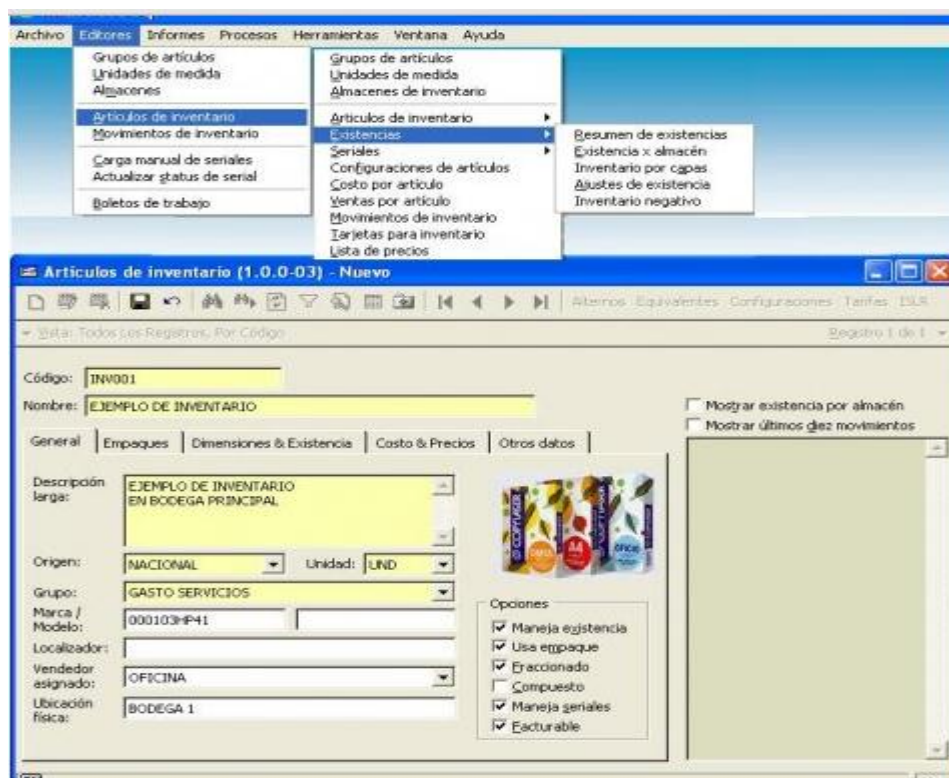 Archivo Editores Informes Procesos Herramientas Ventana Ayuda
Grupos de artículos
Unidades de medida
Almacenes
Artículos de inventario
Movimientos de inventario
Carga manual de seriales
Actualizar status de serial
Boletos de trabajo
Grupos de artículos
Unidades de medida
Almacenes de inventario
Artículos de inventario
Existencias
Seriales
Configuraciones de artículos
Costo por artículo
Ventas por artículo
Movimientos de inventario
Tarjetas para inventario
Lista de precios
Resumen de existencias
Existencia x almacén
Inventario por capas
Ajustes de existencia
Inventario negativo
Artículos de inventario (1.0.0-03) - Nuevo
Alternos Equivalentes Configuraciones Tarifas ISLR
Vista: Todos Los Registros, Por Código Registro 1 de 1
Código: INV001
Nombre: EJEMPLO DE INVENTARIO
Mostrar existencia por almacén
Mostrar últimos diez movimientos
General Empaques Dimensiones & Existencia Costo & Precios Otros datos
Descripción larga: EJEMPLO DE INVENTARIO
EN BODEGA PRINCIPAL
Origen: NACIONAL Unidad: UND
Grupo: GASTO SERVICIOS
Marca / Modelo: 000103HP41
Localizador:
Vendedor asignado: OFICINA
Ubicación física: BODEGA 1
Opciones
Maneja existencia
Usa empaque
Fraccionado
Compuesto
Maneja seriales
Facturable